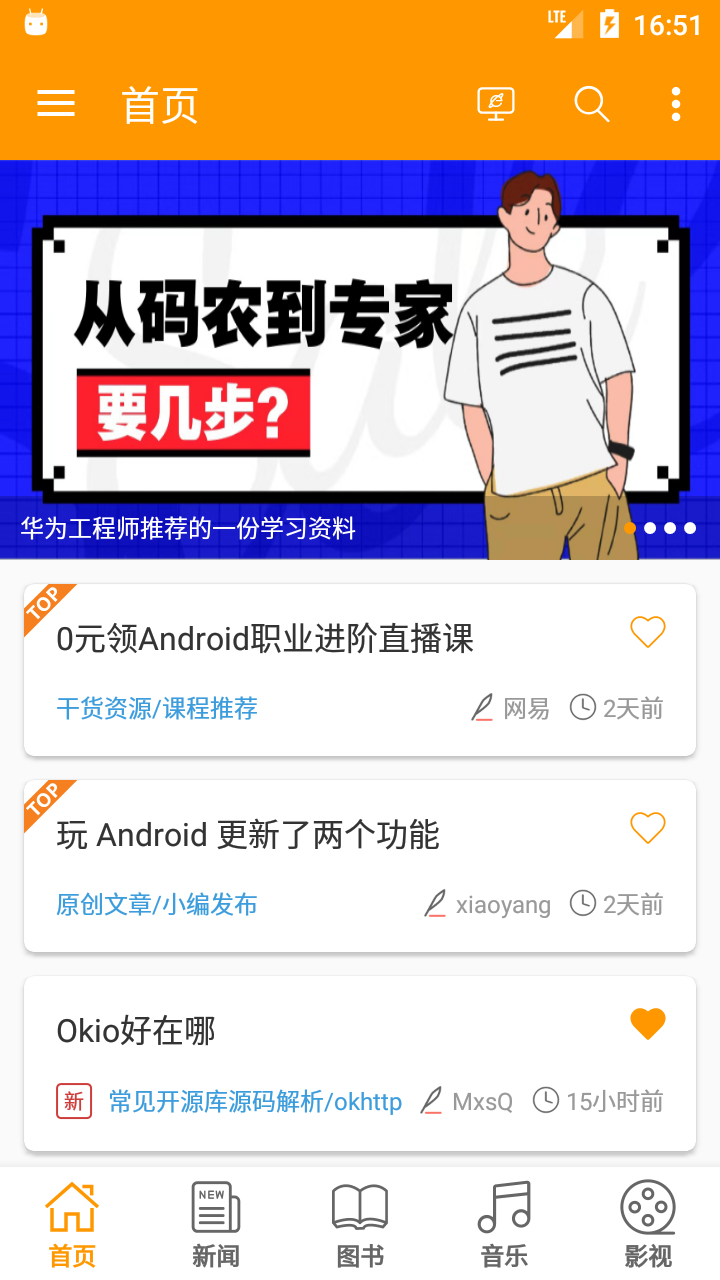 LTE 16:51
首页
从码农到专家
要几步?
华为工程师推荐的一份学习资料
TOP
0元领Android职业进阶直播课
干货资源/课程推荐 网易 2天前
TOP
玩 Android 更新了两个功能
原创文章/小编发布 xiaoyang 2天前
Okio好在哪
新 常见开源库源码解析/okhttp MxsQ 15小时前
NEW
首页 新闻 图书 音乐 影视